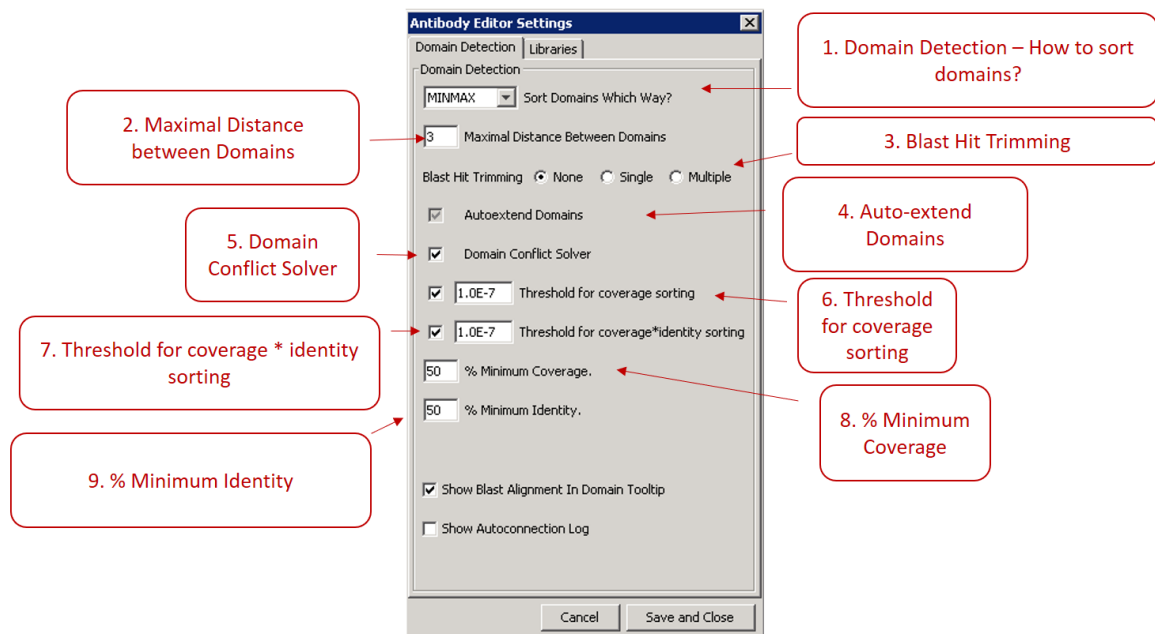 Antibody Editor Settings
Domain Detection
Libraries
Domain Detection
MINMAX Sort Domains Which Way?
3 Maximal Distance Between Domains
Blast Hit Trimming None Single Multiple
Autoextend Domains
Domain Conflict Solver
1.0E-7 Threshold for coverage sorting
1.0E-7 Threshold for coverage*identity sorting
50 % Minimum Coverage.
50 % Minimum Identity.
Show Blast Alignment In Domain Tooltip
Show Autoconnection Log
Cancel
Save and Close
1. Domain Detection – How to sort
domains?
2. Maximal Distance
between Domains
3. Blast Hit Trimming
4. Auto-extend
Domains
5. Domain
Conflict Solver
6. Threshold
for coverage
sorting
7. Threshold for coverage * identity
sorting
8. % Minimum
Coverage
9. % Minimum Identity